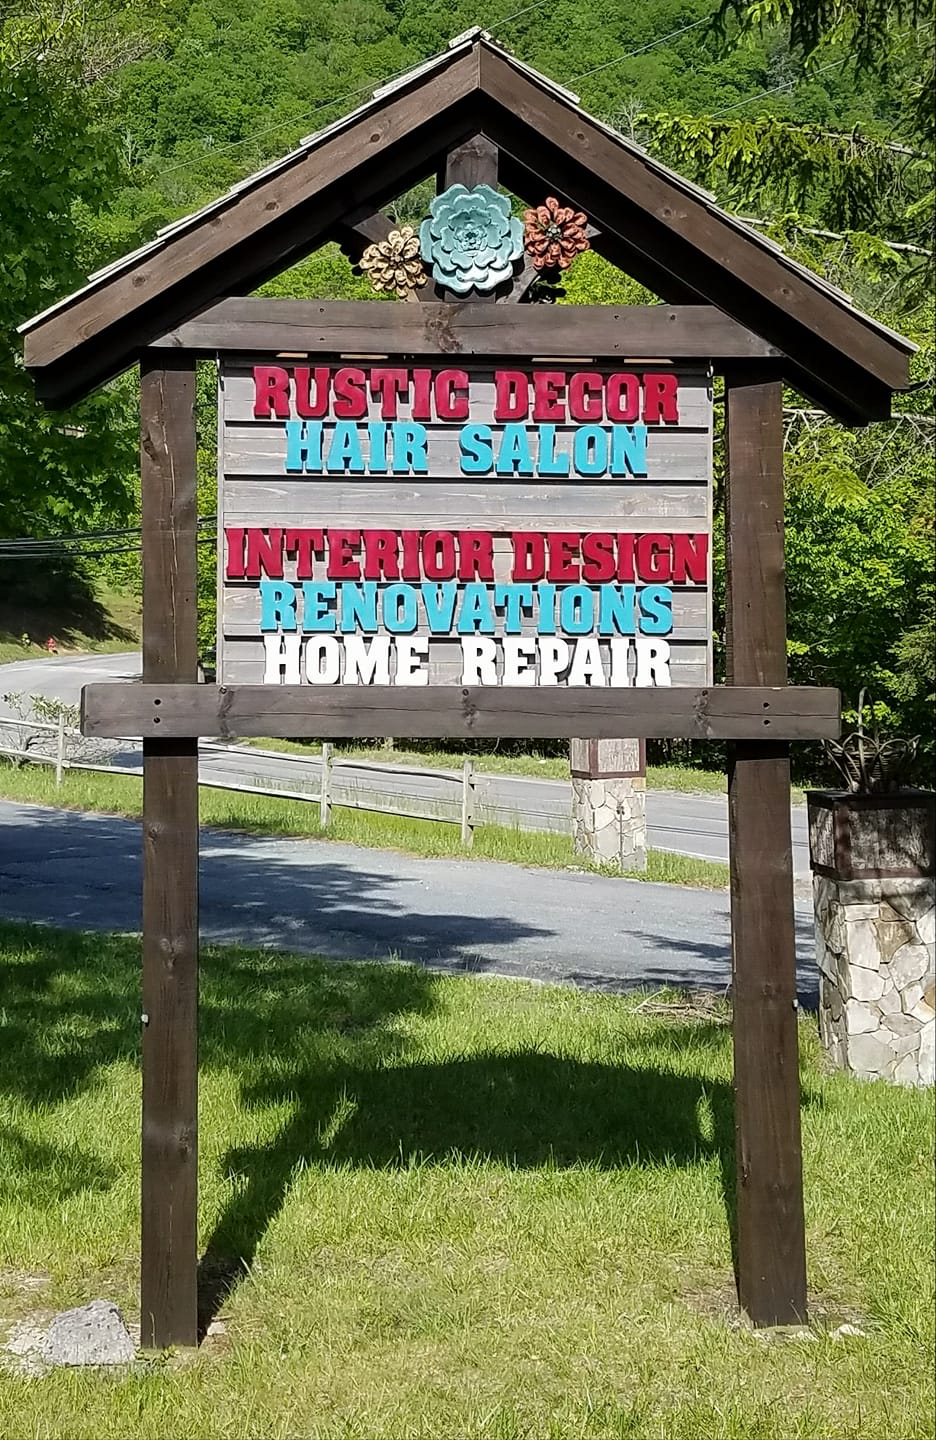 RUSTIC DECOR
HAIR SALON
INTERIOR DESIGN
RENOVATIONS
HOME REPAIR